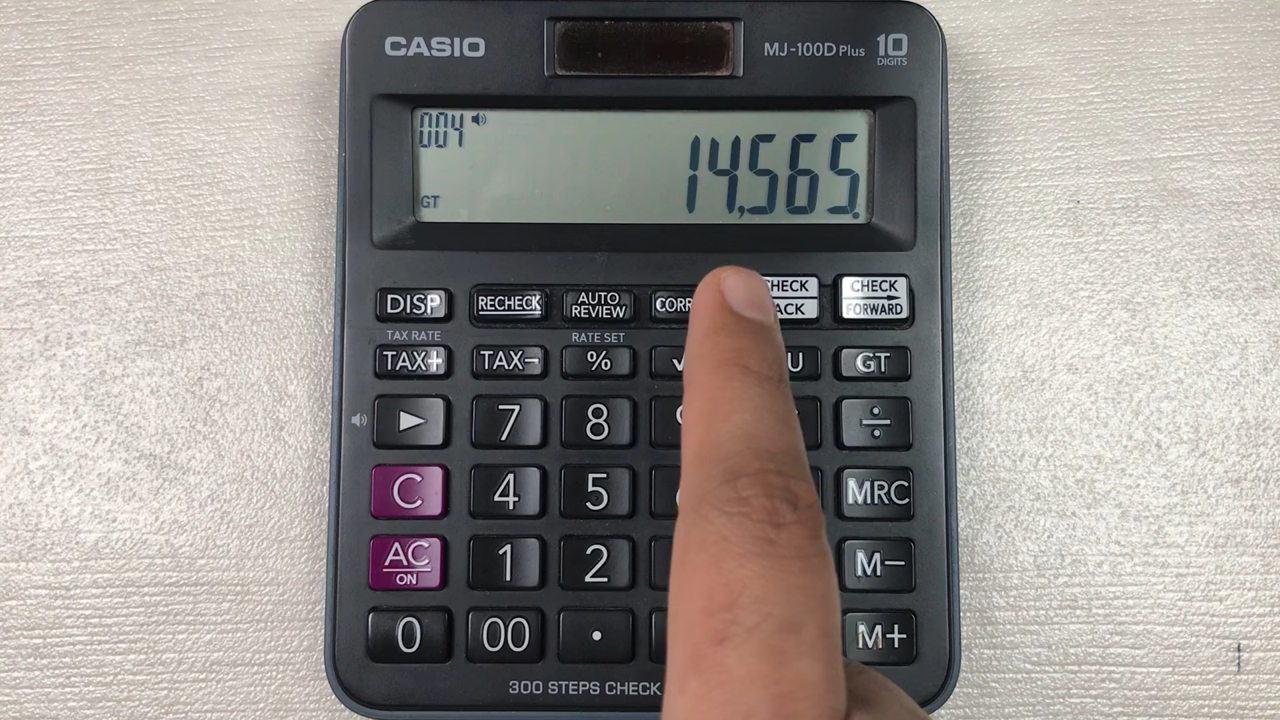 CASIO MJ-100D Plus 10 DIGITS
004
14,565.
GT
DISP RECHECK AUTO REVIEW CHECK FORWARD
TAX RATE RATE SET
TAX+ TAX− % GT
▶ 7 8 ÷
C 4 5 MRC
AC ON 1 2 M−
0 00 • M+
300 STEPS CHECK